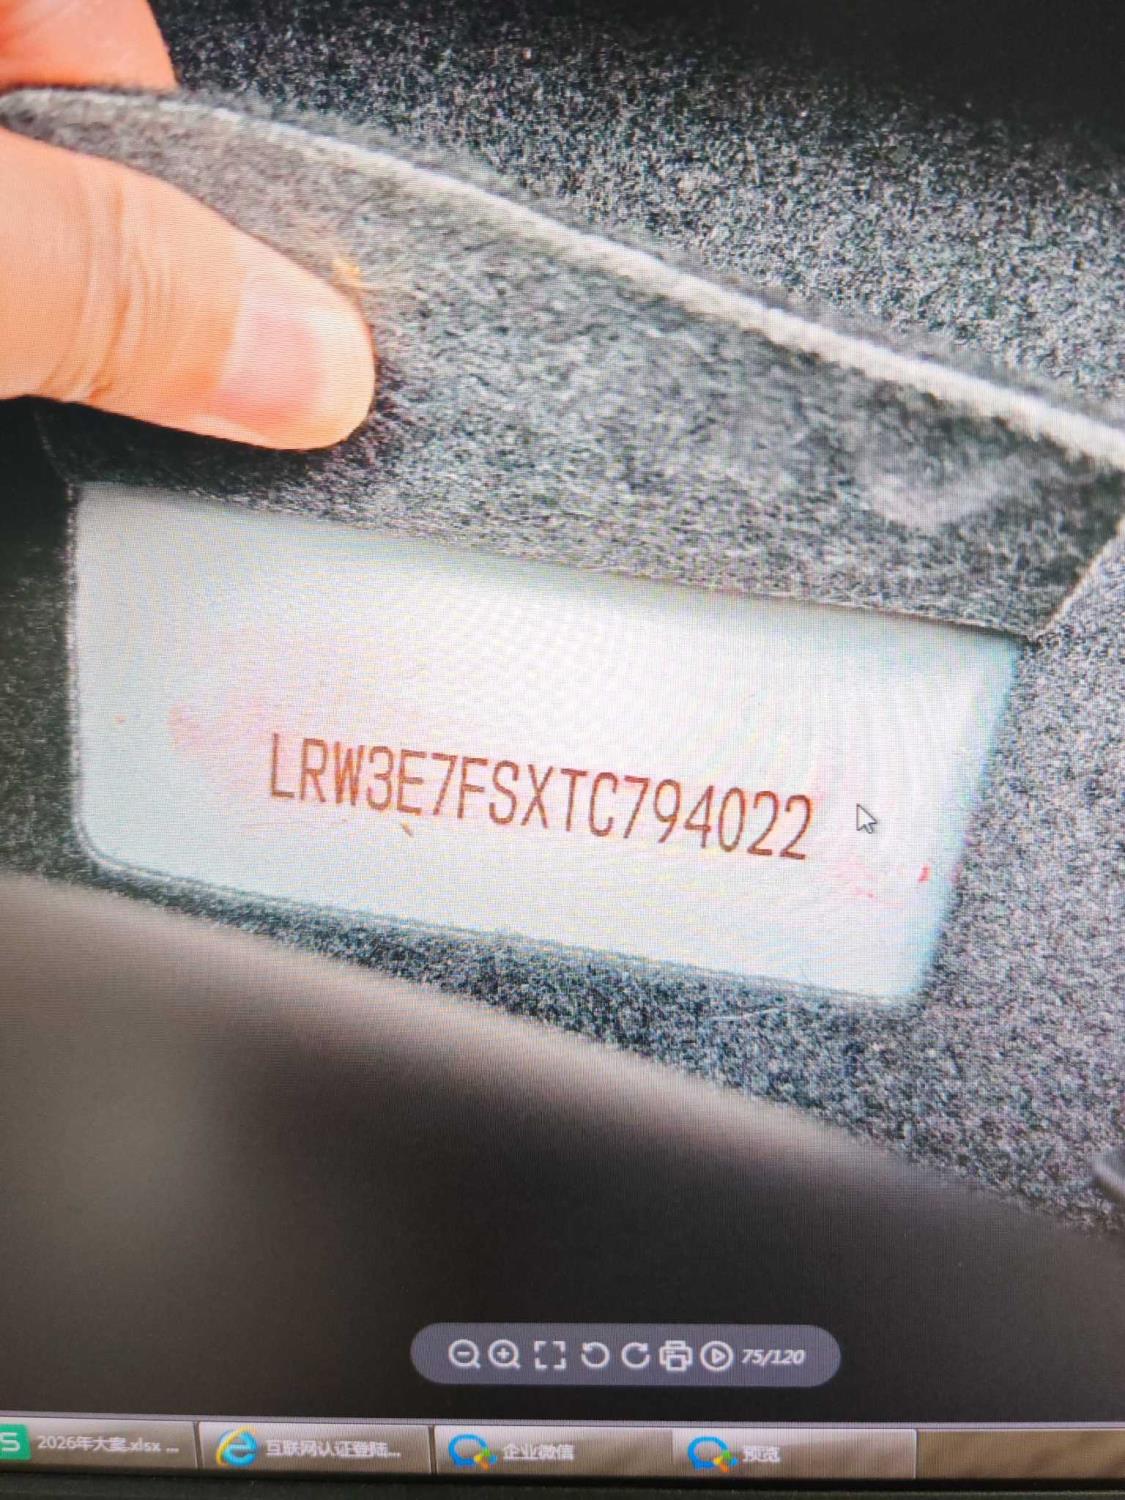 LRW3E7FSXTC794022
75/120
2026年大案.xlsx ...
互联网认证登陆...
企业微信
预览